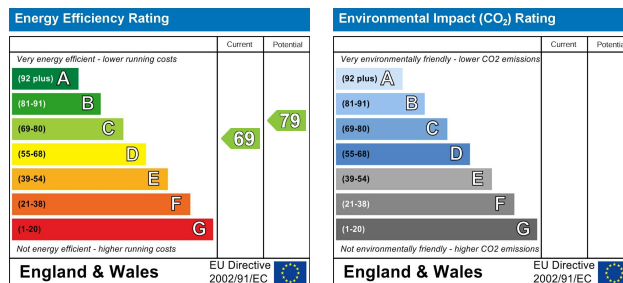 Energy Efficiency Rating
Current Potential
Very energy efficient - lower running costs
(92 plus) A
(81-91) B
(69-80) C
(55-68) D
(39-54) E
(21-38) F
(1-20) G
69
79
Not energy efficient - higher running costs
England & Wales
EU Directive
2002/91/EC
Environmental Impact (CO2) Rating
Current Potential
Very environmentally friendly - lower CO2 emissions
(92 plus) A
(81-91) B
(69-80) C
(55-68) D
(39-54) E
(21-38) F
(1-20) G
Not environmentally friendly - higher CO2 emissions
England & Wales
EU Directive
2002/91/EC